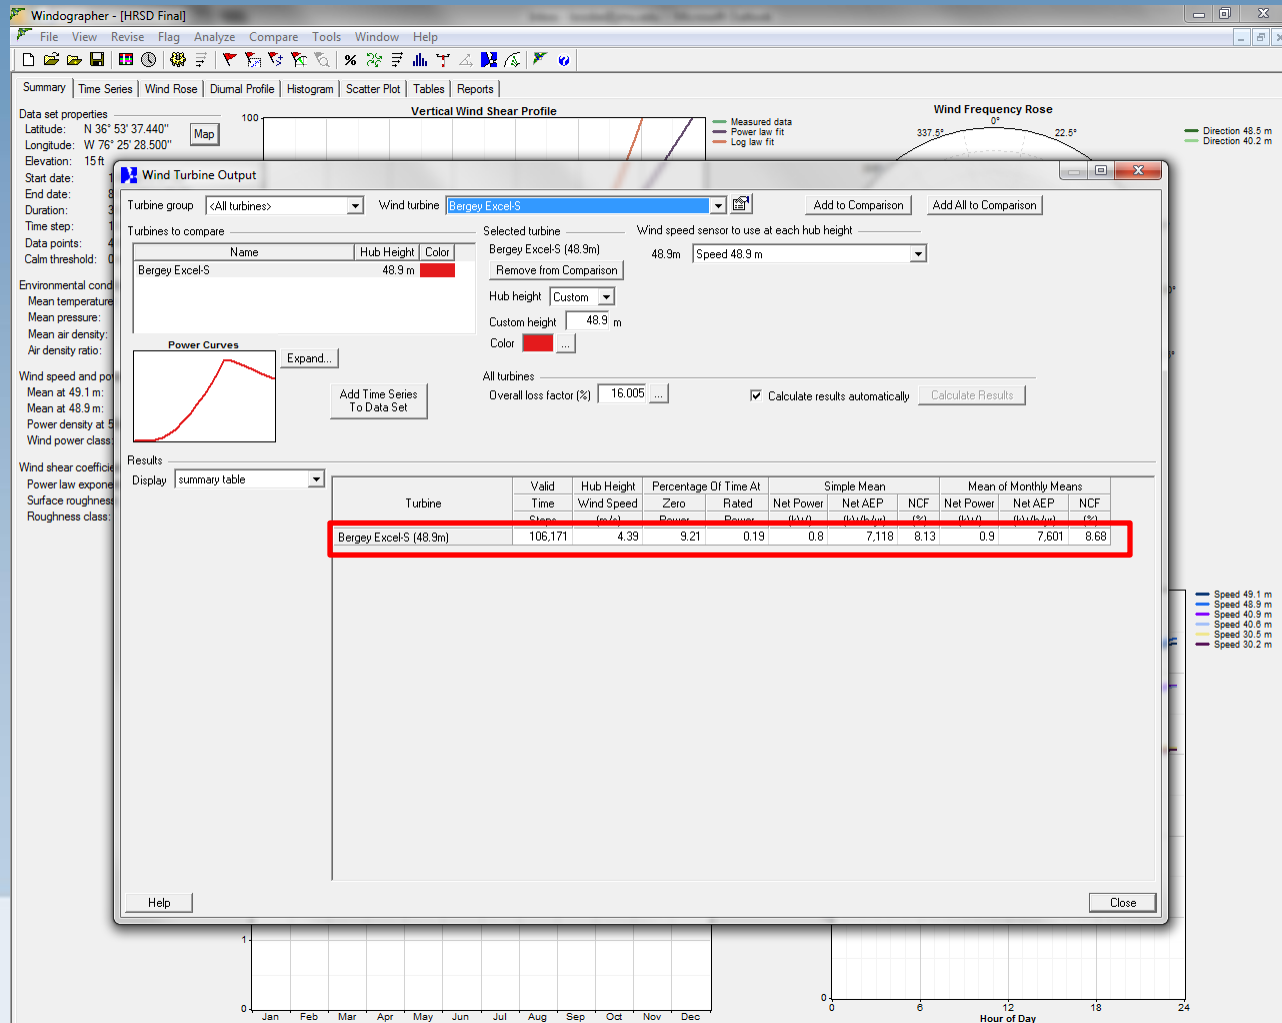 Windographer - [HRSD Final]
File View Revise Flag Analyze Compare Tools Window Help
Summary Time Series Wind Rose Diurnal Profile Histogram Scatter Plot Tables Reports
Data set properties
Latitude: N 36° 53' 37.440"
Longitude: W 76° 25' 28.500"
Map
Elevation: 15 ft
Start date:
End date:
Duration:
Time step:
Data points:
Calm threshold:
Environmental cond
Mean temperature
Mean pressure:
Mean air density:
Air density ratio:
Wind speed and po
Mean at 49.1 m:
Mean at 48.9 m:
Power density at 5
Wind power class:
Wind shear coefficie
Power law expone
Surface roughness
Roughness class:
Vertical Wind Shear Profile
100
Measured data
Power law fit
Log law fit
Wind Frequency Rose
337.5° 0° 22.5°
Direction 48.5 m
Direction 40.2 m
Wind Turbine Output
Turbine group <All turbines> Wind turbine Bergey Excel-S Add to Comparison Add All to Comparison
Turbines to compare
Name Hub Height Color
Bergey Excel-S 48.9 m
Selected turbine
Bergey Excel-S (48.9m)
Remove from Comparison
Hub height Custom
Custom height 48.9 m
Color ...
Wind speed sensor to use at each hub height
48.9m Speed 48.9 m
Power Curves
Expand...
Add Time Series
To Data Set
All turbines
Overall loss factor (%) 16.005 ... Calculate results automatically Calculate Results
Results
Display summary table
Valid Hub Height Percentage Of Time At Simple Mean Mean of Monthly Means
Turbine Time Wind Speed Zero Rated Net Power Net AEP NCF Net Power Net AEP NCF
Steps (m/s) Power Power (kW) (kWh/yr) (%) (kW) (kWh/yr) (%)
Bergey Excel-S (48.9m) 106,171 4.39 9.21 0.19 0.8 7,118 8.13 0.9 7,601 8.68
Help Close
Speed 49.1 m
Speed 48.9 m
Speed 40.9 m
Speed 40.6 m
Speed 30.5 m
Speed 30.2 m
1
0
Jan Feb Mar Apr May Jun Jul Aug Sep Oct Nov Dec
0
0 6 12 18 24
Hour of Day